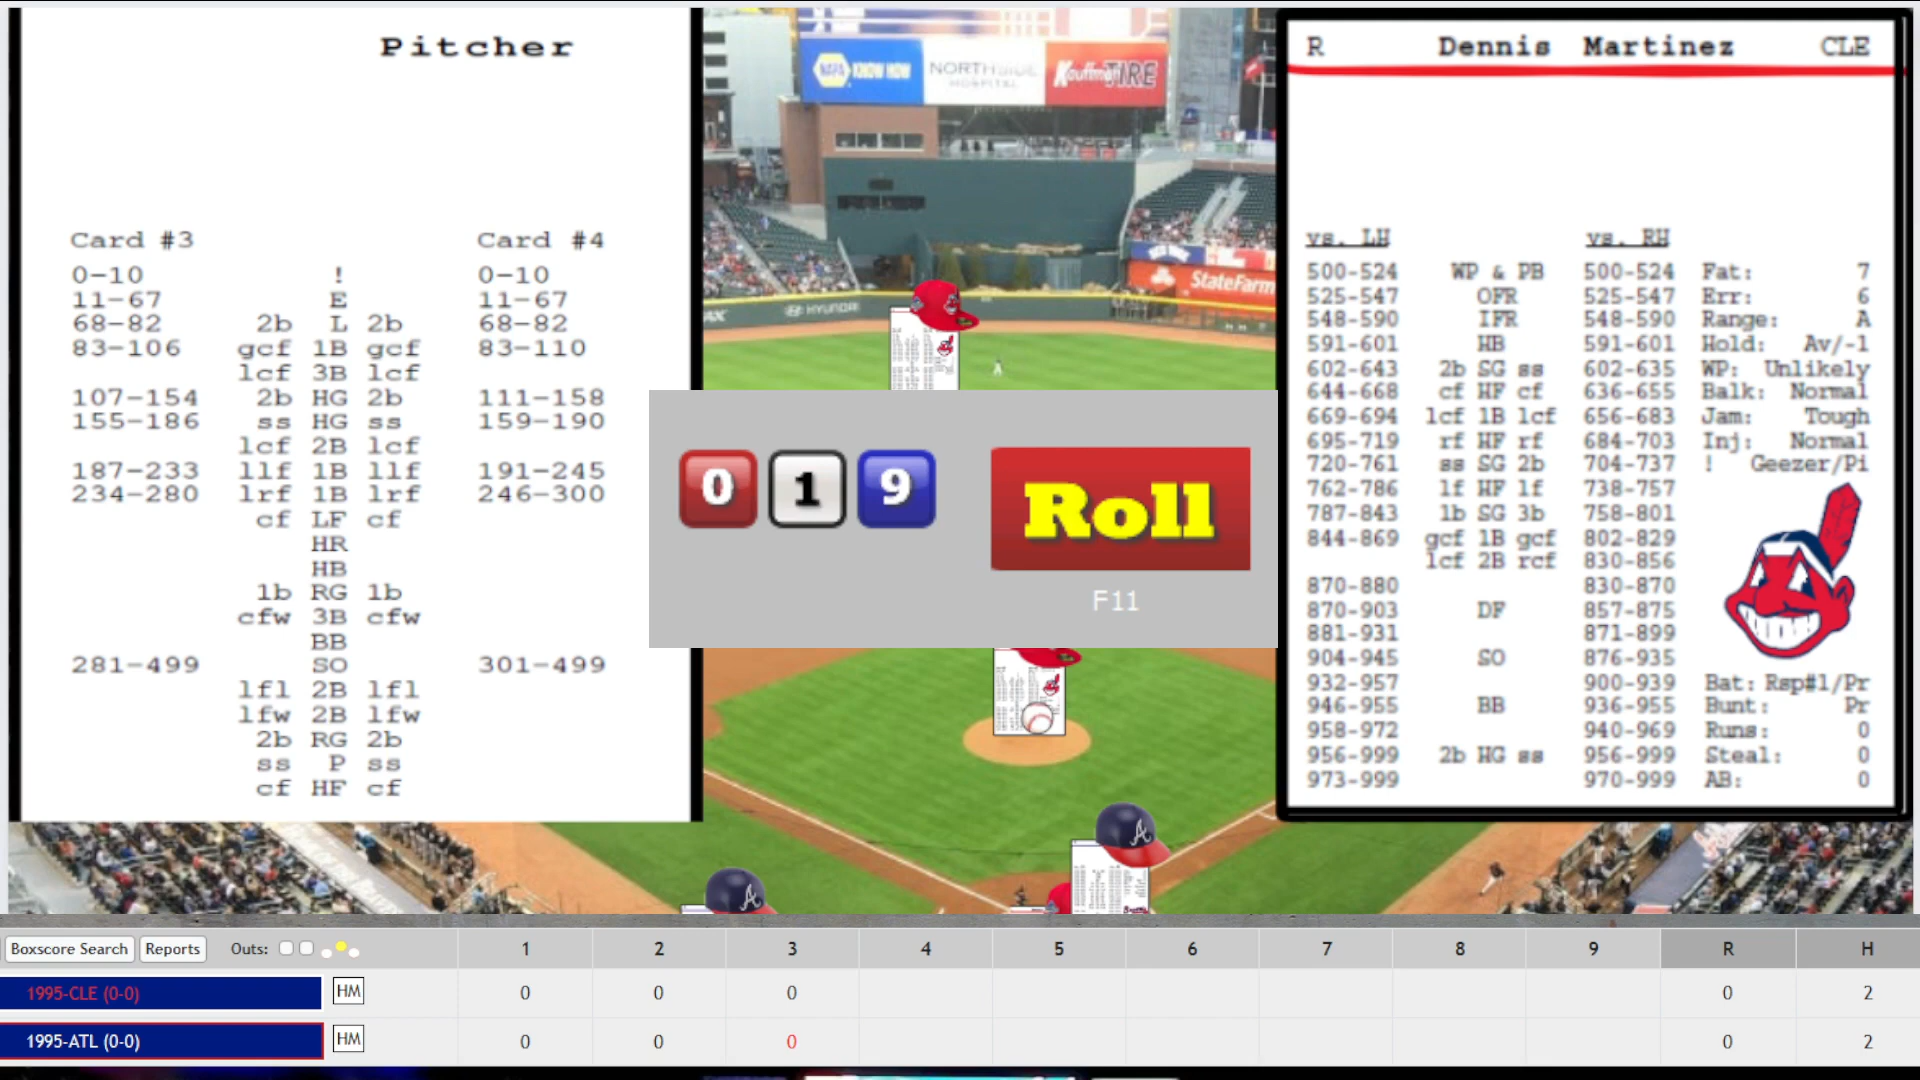 Pitcher
Card #3 Card #4
0-10 ! 0-10
11-67 E 11-67
68-82 2b L 2b 68-82
83-106 gcf 1B gcf 83-110
lcf 3B lcf
107-154 2b HG 2b 111-158
155-186 ss HG ss 159-190
lcf 2B lcf
187-233 llf 1B llf 191-245
234-280 lrf 1B lrf 246-300
cf LF cf
HR
HB
1b RG 1b
cfw 3B cfw
BB
281-499 SO 301-499
lfl 2B lfl
lfw 2B lfw
2b RG 2b
ss P ss
cf HF cf
NAPA KNOW HOW
NORTHSIDE HOSPITAL
Kauffman TIRE
HYUNDAI
StateFarm
0 1 9
Roll
F11
R Dennis Martinez CLE
vs. LH vs. RH
500-524 WP & PB 500-524 Fat: 7
525-547 OFR 525-547 Err: 6
548-590 IFR 548-590 Range: A
591-601 HB 591-601 Hold: Av/-1
602-643 2b SG ss 602-635 WP: Unlikely
644-668 cf HF cf 636-655 Balk: Normal
669-694 lcf 1B lcf 656-683 Jam: Tough
695-719 rf HF rf 684-703 Inj: Normal
720-761 ss SG 2b 704-737 ! Geezer/Pi
762-786 lf HF lf 738-757
787-843 1b SG 3b 758-801
844-869 gcf 1B gcf 802-829
lcf 2B rcf 830-856
870-880 830-870
870-903 DF 857-875
881-931 871-899
904-945 SO 876-935
932-957 900-939 Bat: Rsp#1/Pr
946-955 BB 936-955 Bunt: Pr
958-972 940-969 Runs: 0
956-999 2b HG ss 956-999 Steal: 0
973-999 970-999 AB: 0
Boxscore Search Reports Outs: 1 2 3 4 5 6 7 8 9 R H
1995-CLE (0-0) HM 0 0 0 0 2
1995-ATL (0-0) HM 0 0 0 0 2